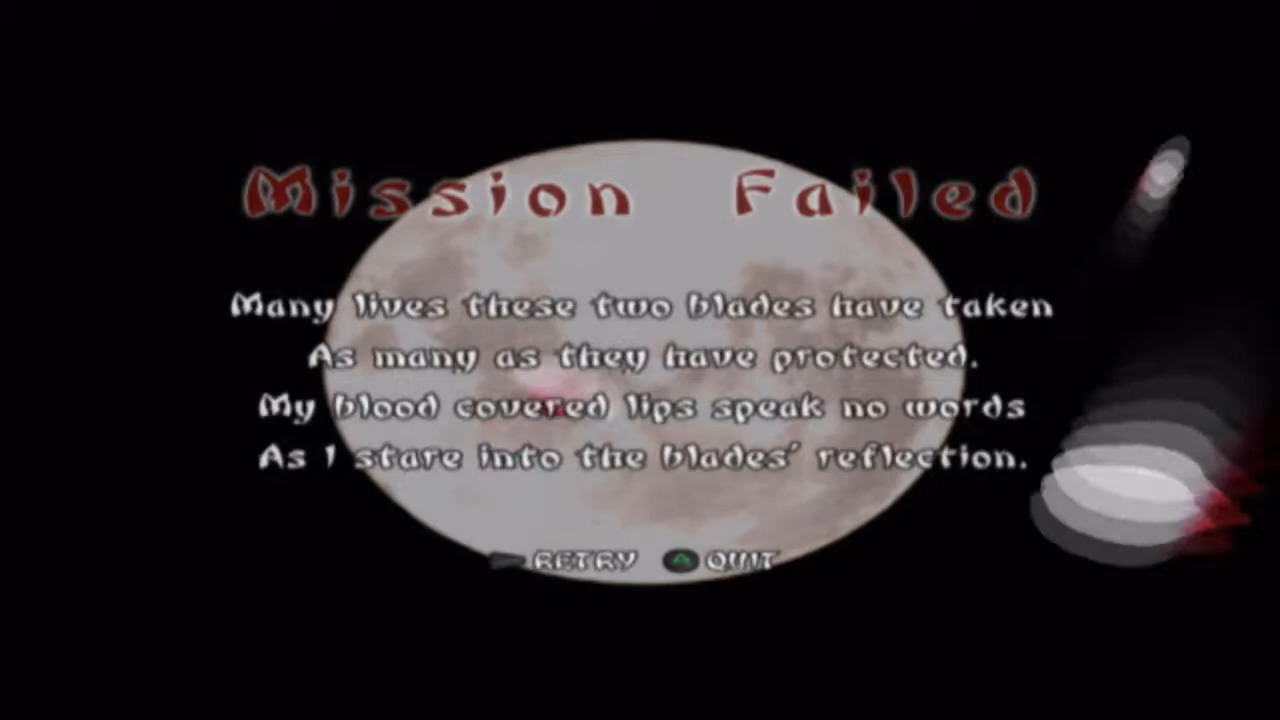 Mission Failed
Many lives these two blades have taken
As many as they have protected.
My blood covered lips speak no words
As I stare into the blades' reflection.
RETRY QUIT